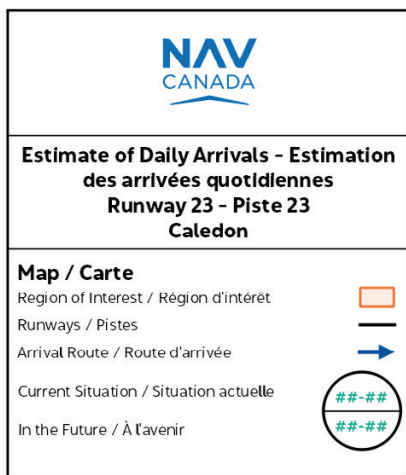 NAV
CANADA
Estimate of Daily Arrivals - Estimation
des arrivées quotidiennes
Runway 23 - Piste 23
Caledon
Map / Carte
Region of Interest / Région d'intérêt
Runways / Pistes
Arrival Route / Route d'arrivée
Current Situation / Situation actuelle
##-##
In the Future / À l'avenir
##-##